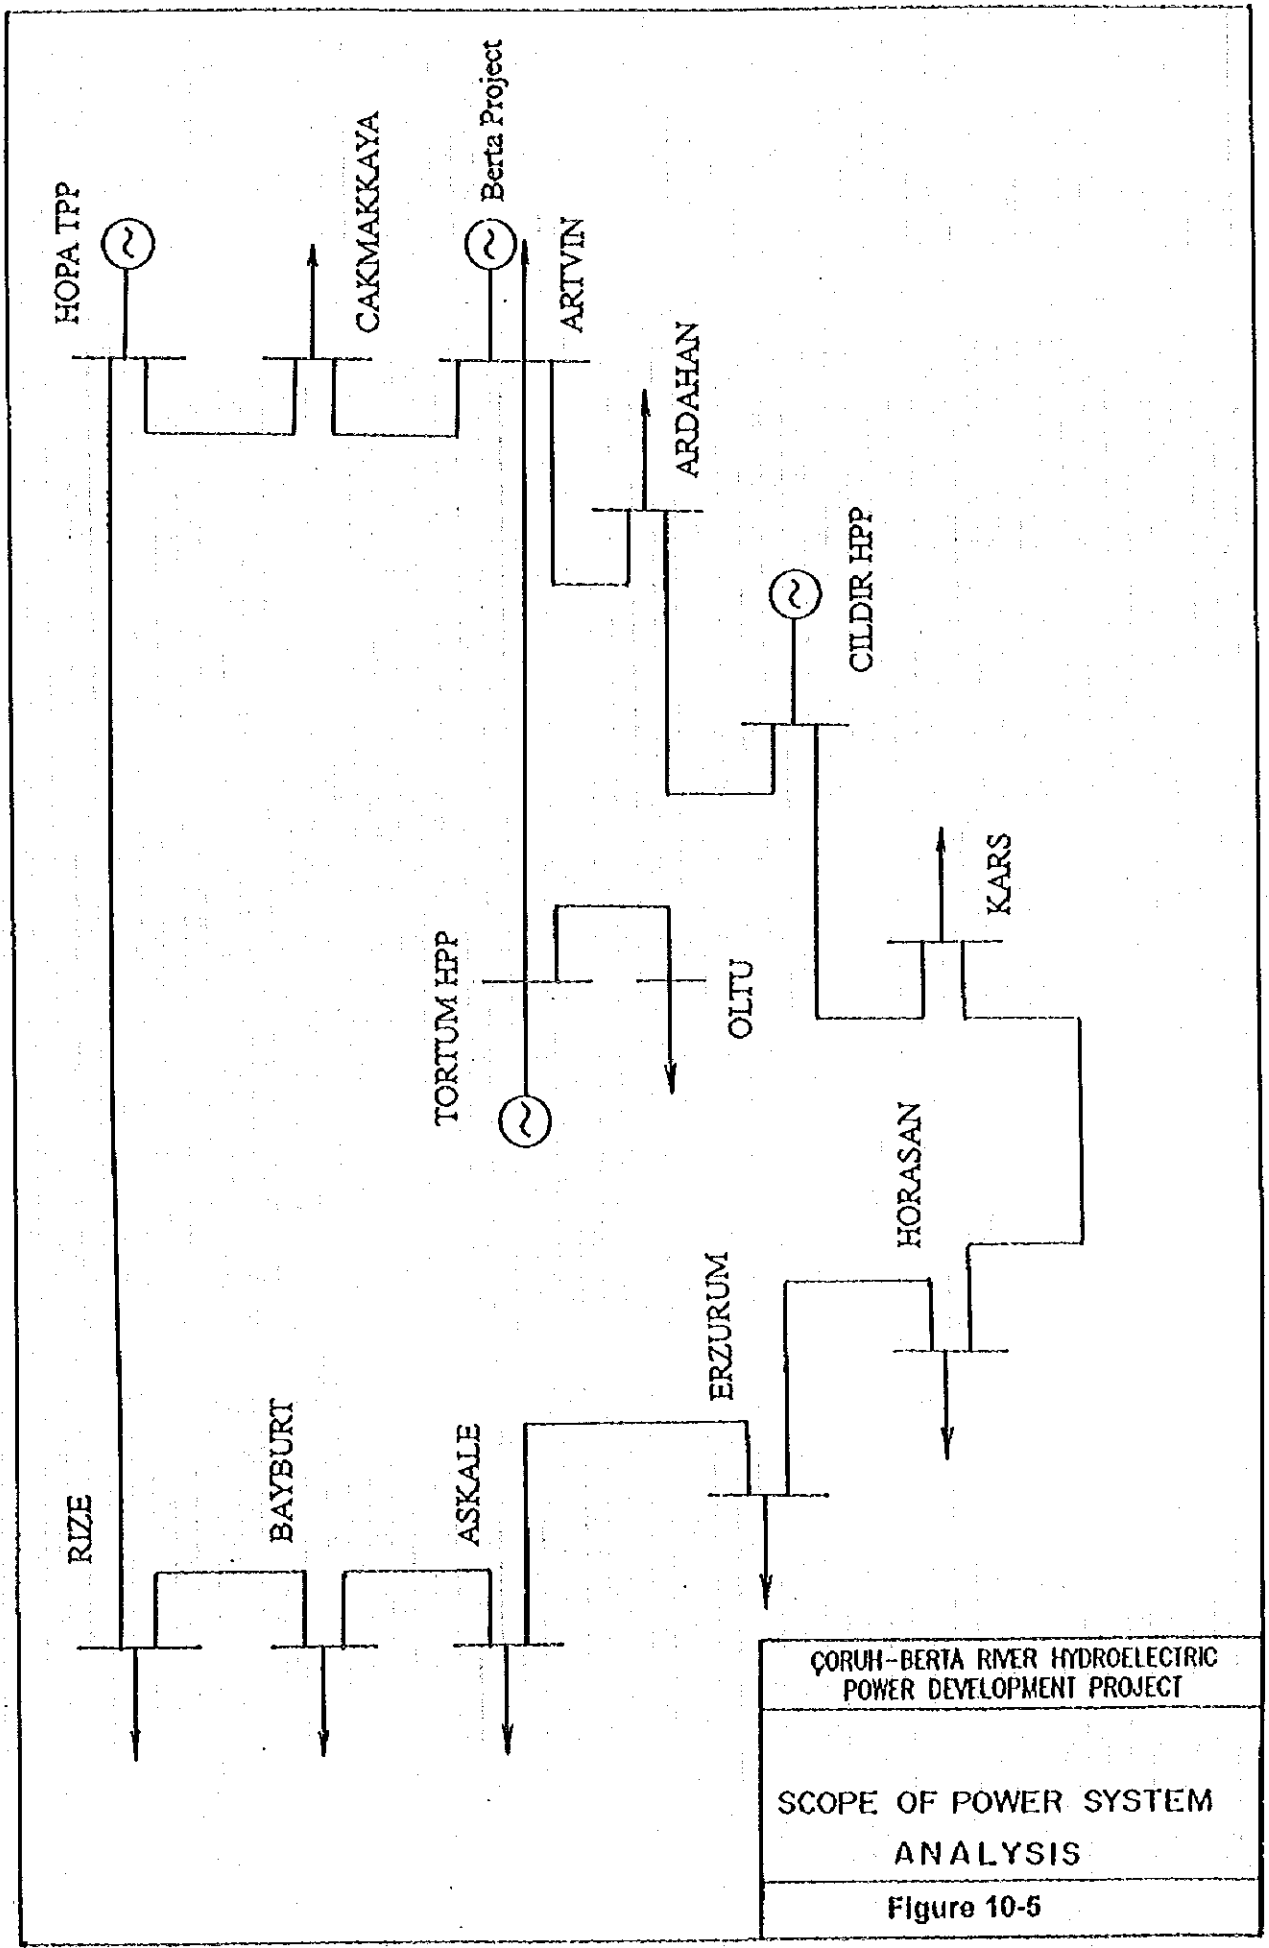 HOPA TPP
CAKMAKKAYA
Berta Project
ARTVIN
ARDAHAN
CILDIR HPP
KARS
TORTUM HPP
OLTU
HORASAN
ERZURUM
RIZE
BAYBURT
ASKALE
ÇORUH-BERTA RIVER HYDROELECTRIC
POWER DEVELOPMENT PROJECT
SCOPE OF POWER SYSTEM
ANALYSIS
Figure 10-5